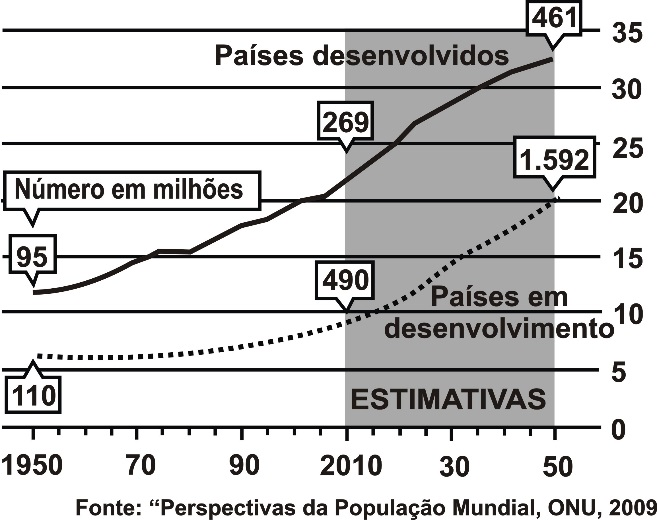 461
35
Países desenvolvidos
30
269
25
1.592
Número em milhões
20
95
15
490
Países em
desenvolvimento
10
110
5
ESTIMATIVAS
0
1950 70 90 2010 30 50
Fonte: “Perspectivas da População Mundial, ONU, 2009